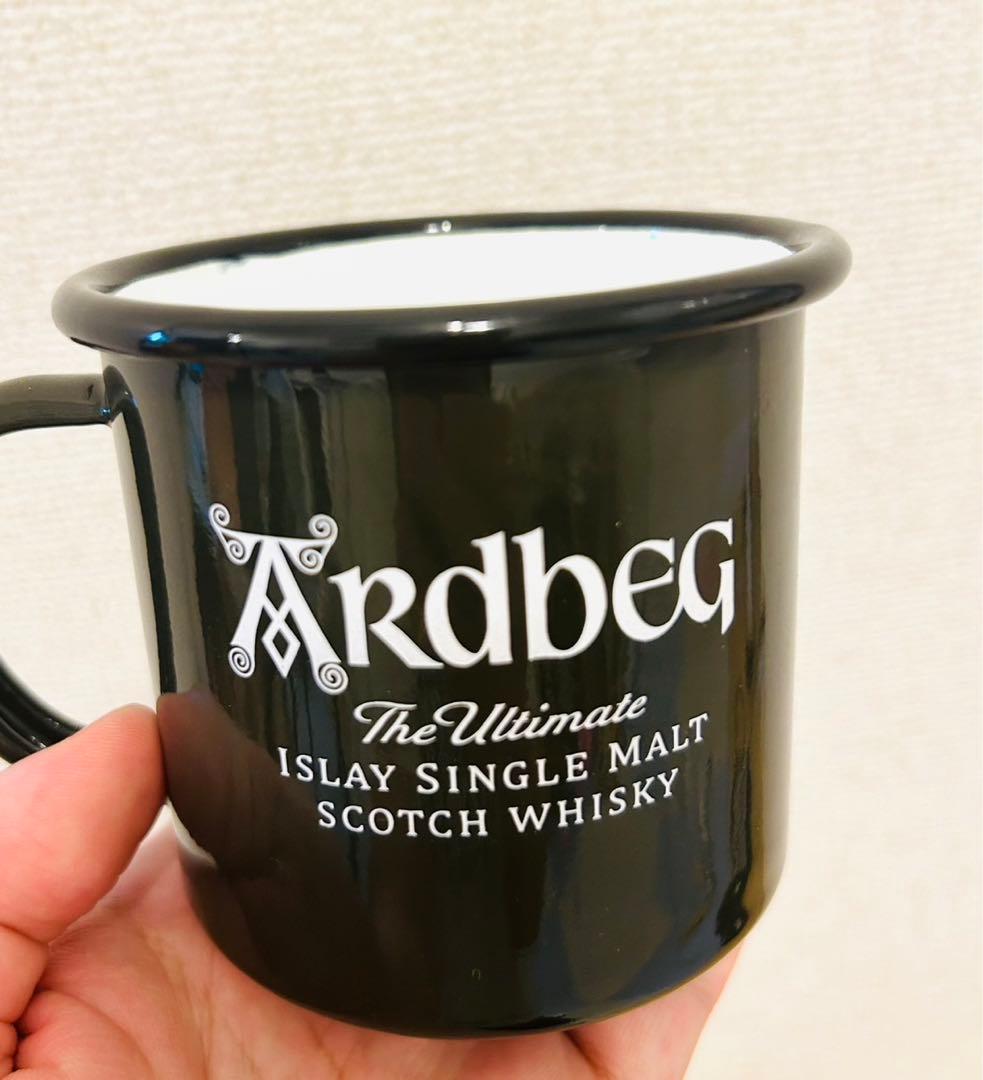 Ardbeg
The Ultimate
ISLAY SINGLE MALT
SCOTCH WHISKY